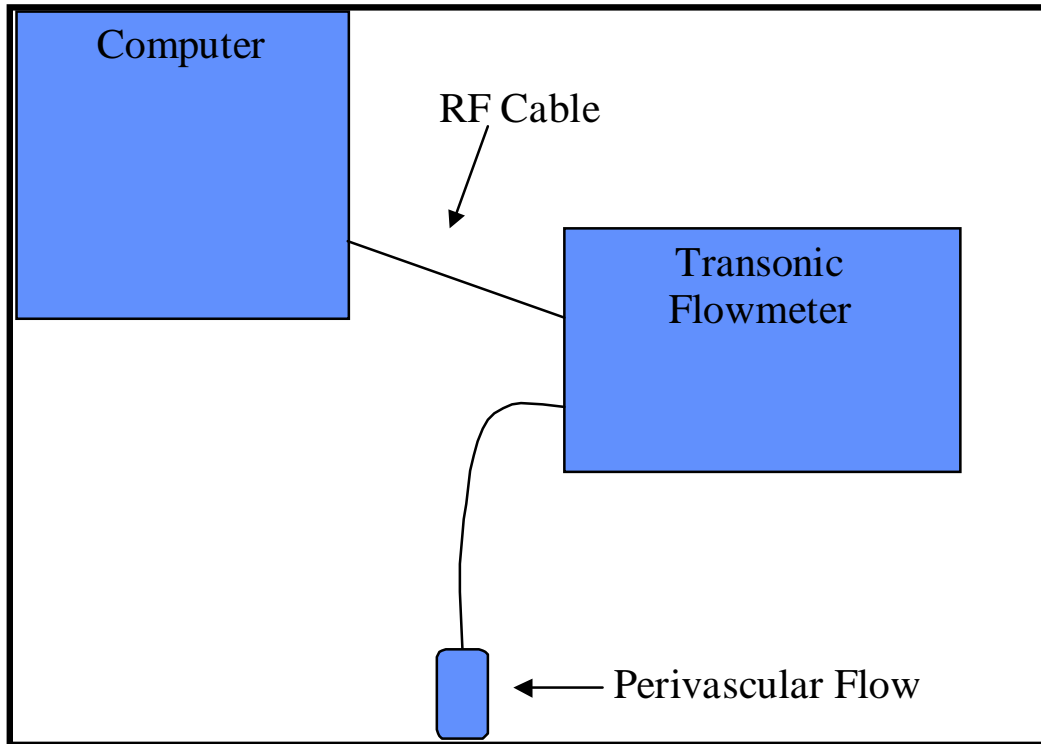 Computer
RF Cable
Transonic
Flowmeter
Perivascular Flow